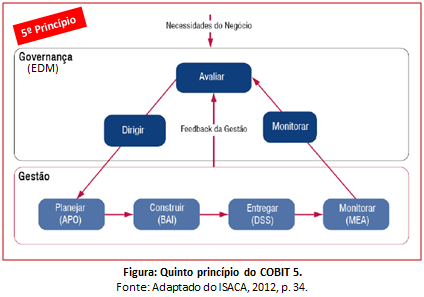 5º Princípio
Necessidades do Negócio
Governança
(EDM)
Avaliar
Dirigir
Feedback da Gestão
Monitorar
Gestão
Planejar
(APO)
Construir
(BAI)
Entregar
(DSS)
Monitorar
(MEA)
Figura: Quinto princípio do COBIT 5.
Fonte: Adaptado do ISACA, 2012, p. 34.